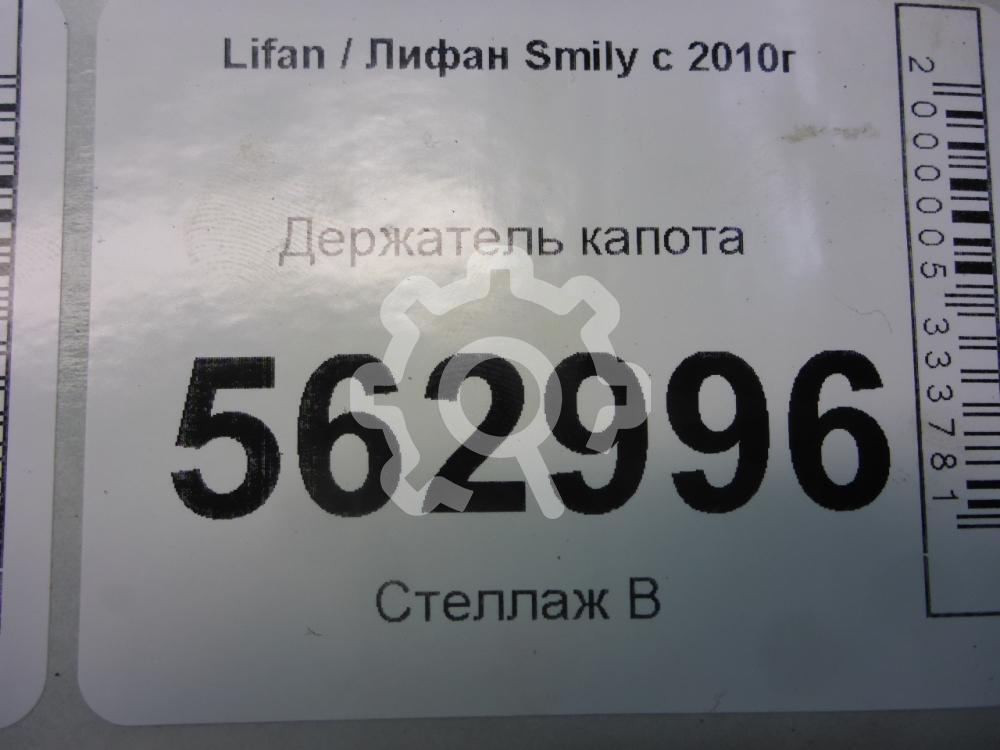 Lifan / Лифан Smily с 2010г
Держатель капота
562996
Стеллаж В
2000005333781